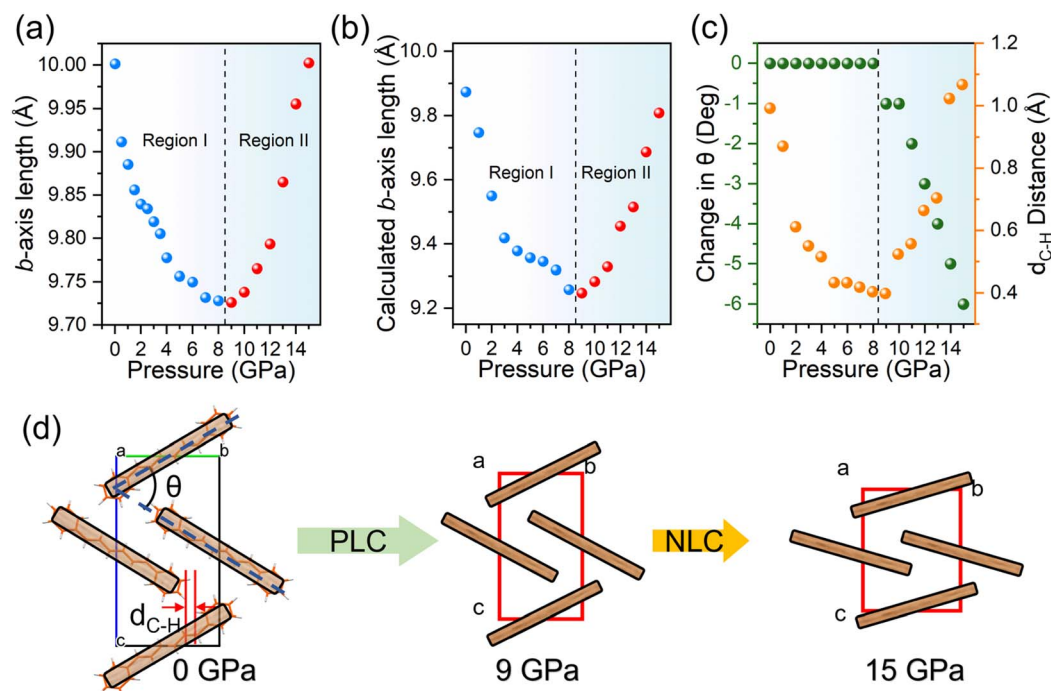 (a)
b-axis length (Å)
10.00
9.95
9.90
9.85
9.80
9.75
9.70
Region I
Region II
0 2 4 6 8 10 12 14
Pressure (GPa)
(b)
Calculated b-axis length (Å)
9.8
9.6
9.4
9.2
Region I
Region II
0 2 4 6 8 10 12 14
Pressure (GPa)
(c)
Change in θ (Deg)
0
-1
-2
-3
-4
-5
-6
1.2
1.0
0.8
0.6
0.4
d_C-H Distance (Å)
0 2 4 6 8 10 12 14
Pressure (GPa)
(d)
a
b
θ
d_C-H
c
0 GPa
PLC
a
b
c
9 GPa
NLC
a
b
c
15 GPa